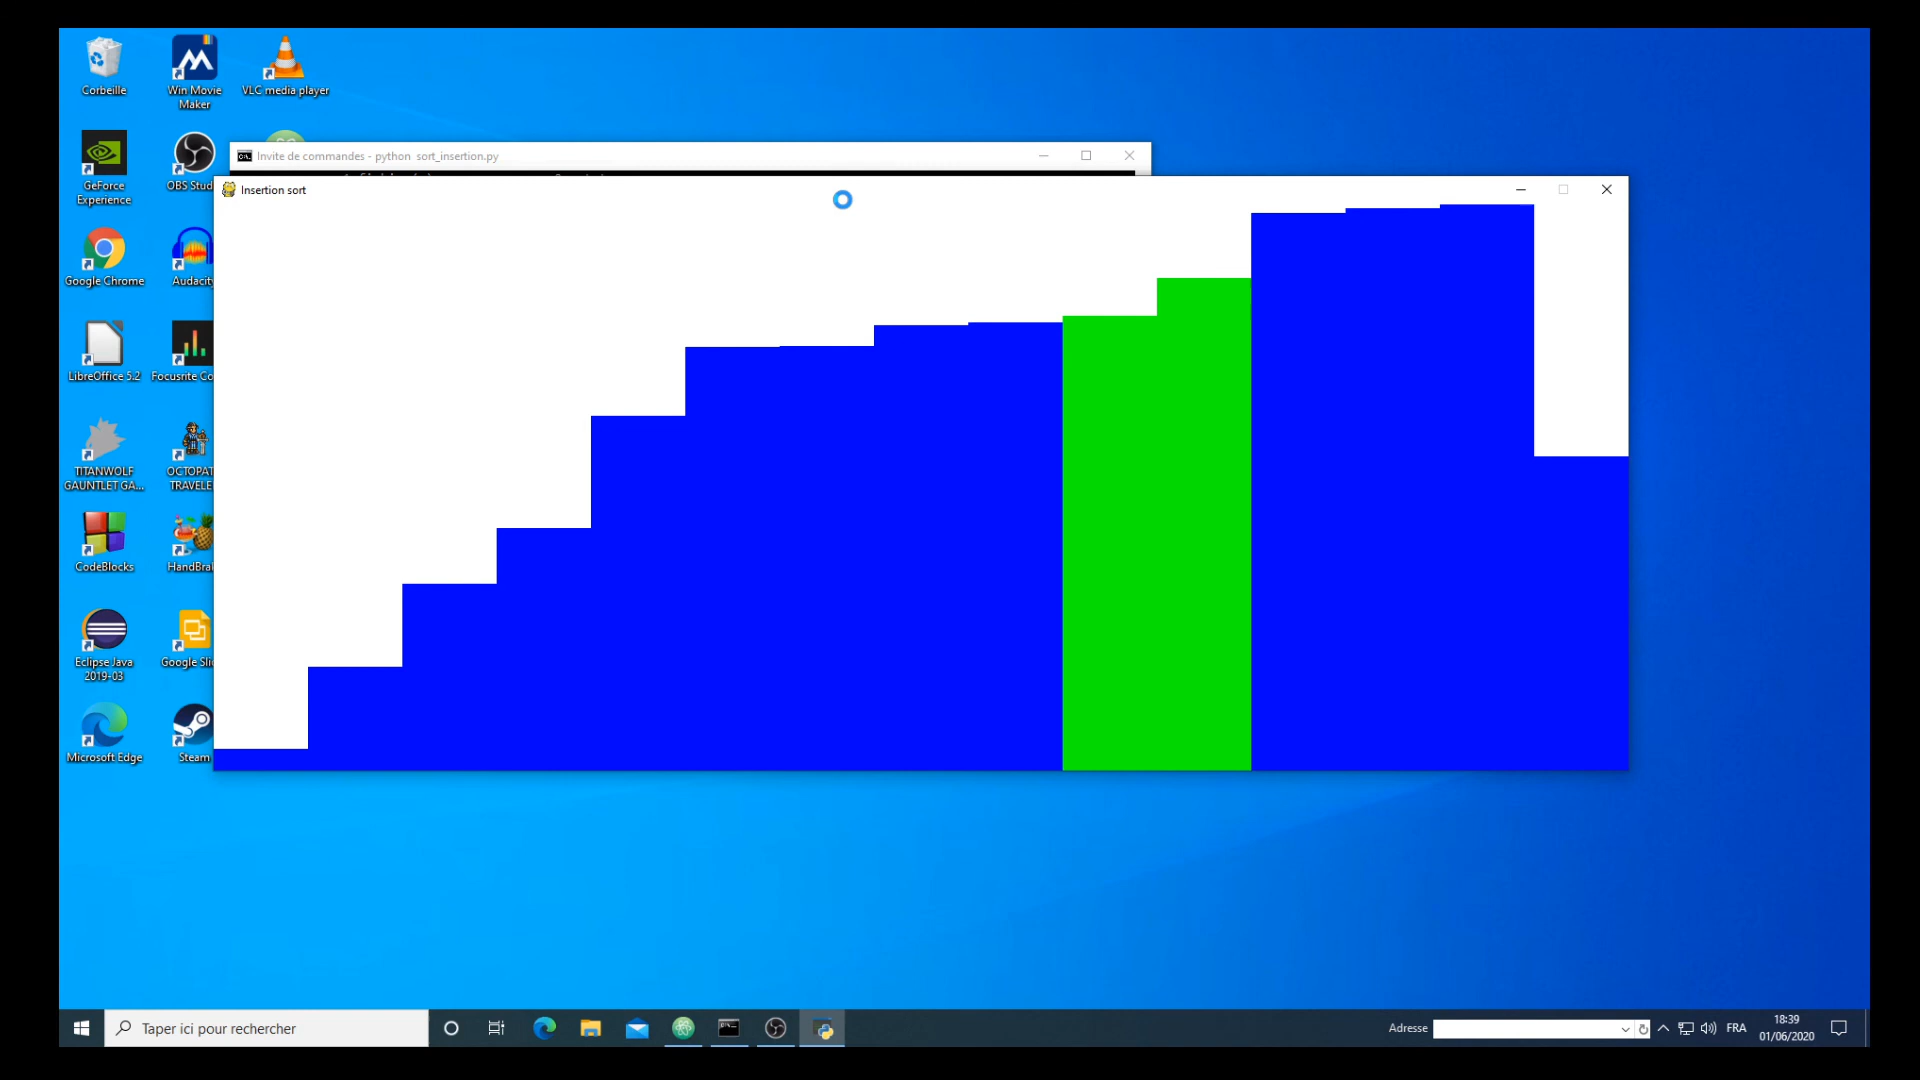 Corbeille
Win Movie
Maker
VLC media player
GeForce
Experience
OBS Stud
Invite de commandes - python sort_insertion.py
Insertion sort
Google Chrome
Audacit
LibreOffice 5.2
Focusrite Co
TITANWOLF
GAUNTLET GA...
OCTOPAT
TRAVELE
CodeBlocks
HandBra
Eclipse Java
2019-03
Google Sli
Microsoft Edge
Steam
Taper ici pour rechercher
Adresse
FRA
18:39
01/06/2020